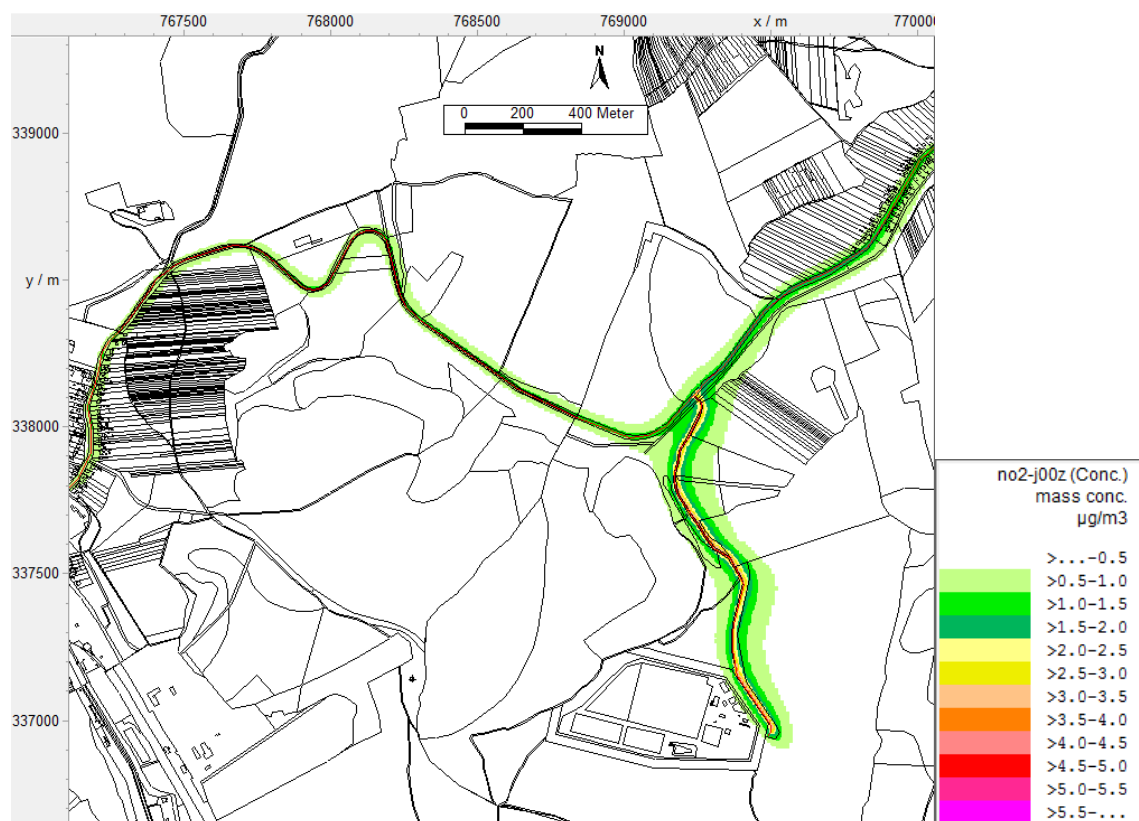 767500 768000 768500 769000 x / m 770000
N
0 200 400 Meter
339000
y / m
338000
337500
337000
no2-j00z (Conc.)
mass conc.
µg/m3
>...-0.5
>0.5-1.0
>1.0-1.5
>1.5-2.0
>2.0-2.5
>2.5-3.0
>3.0-3.5
>3.5-4.0
>4.0-4.5
>4.5-5.0
>5.0-5.5
>5.5-...